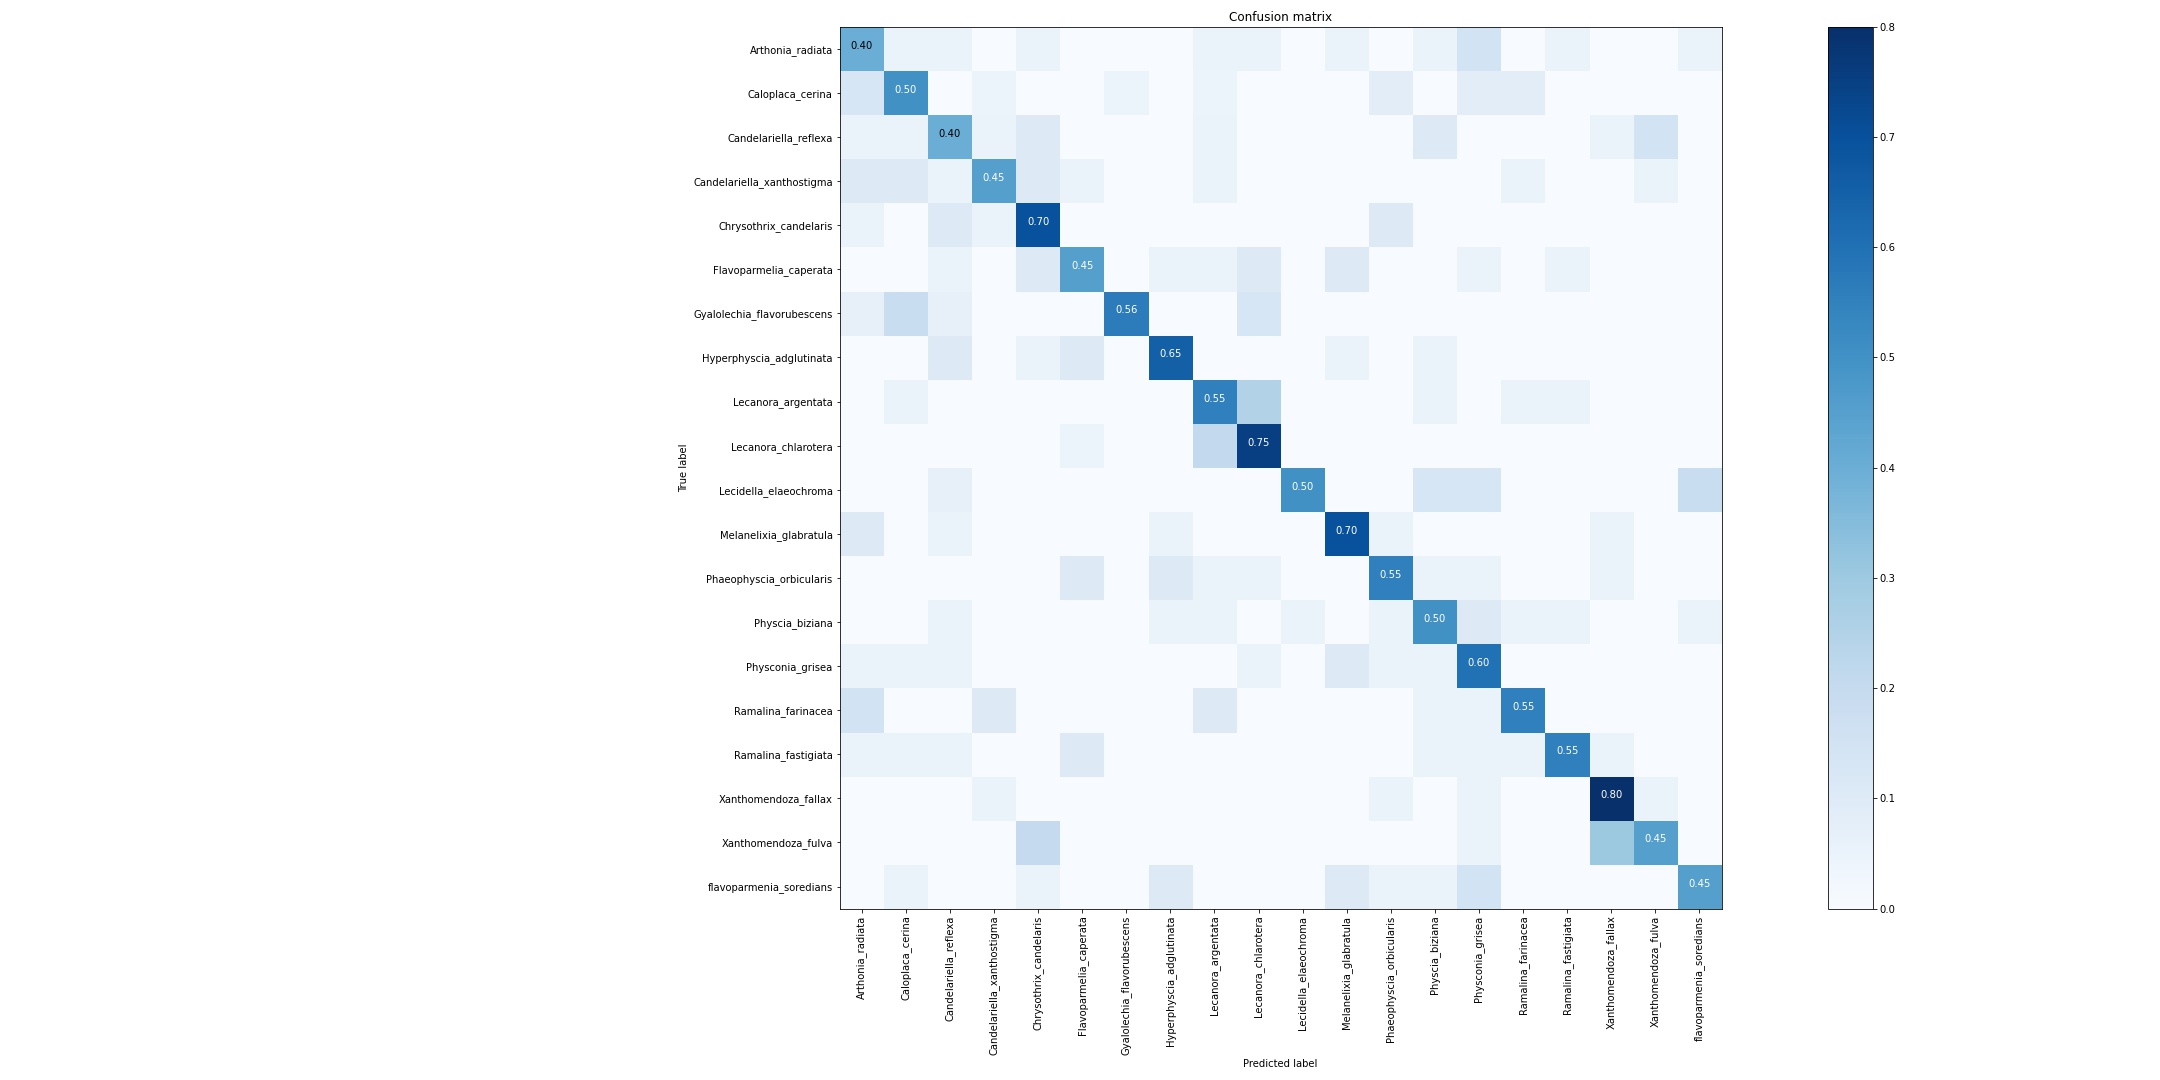 Confusion matrix
Arthonia_radiata 0.40
Caloplaca_cerina 0.50
Candelariella_reflexa 0.40
Candelariella_xanthostigma 0.45
Chrysothrix_candelaris 0.70
Flavoparmelia_caperata 0.45
Gyalolechia_flavorubescens 0.56
Hyperphyscia_adglutinata 0.65
Lecanora_argentata 0.55
Lecanora_chlarotera 0.75
Lecidella_elaeochroma 0.50
Melanelixia_glabratula 0.70
Phaeophyscia_orbicularis 0.55
Physcia_biziana 0.50
Physconia_grisea 0.60
Ramalina_farinacea 0.55
Ramalina_fastigiata 0.55
Xanthomendoza_fallax 0.80
Xanthomendoza_fulva 0.45
flavoparmenia_soredians 0.45
True label
Arthonia_radiata
Caloplaca_cerina
Candelariella_reflexa
Candelariella_xanthostigma
Chrysothrix_candelaris
Flavoparmelia_caperata
Gyalolechia_flavorubescens
Hyperphyscia_adglutinata
Lecanora_argentata
Lecanora_chlarotera
Lecidella_elaeochroma
Melanelixia_glabratula
Phaeophyscia_orbicularis
Physcia_biziana
Physconia_grisea
Ramalina_farinacea
Ramalina_fastigiata
Xanthomendoza_fallax
Xanthomendoza_fulva
flavoparmenia_soredians
Predicted label
0.8
0.7
0.6
0.5
0.4
0.3
0.2
0.1
0.0